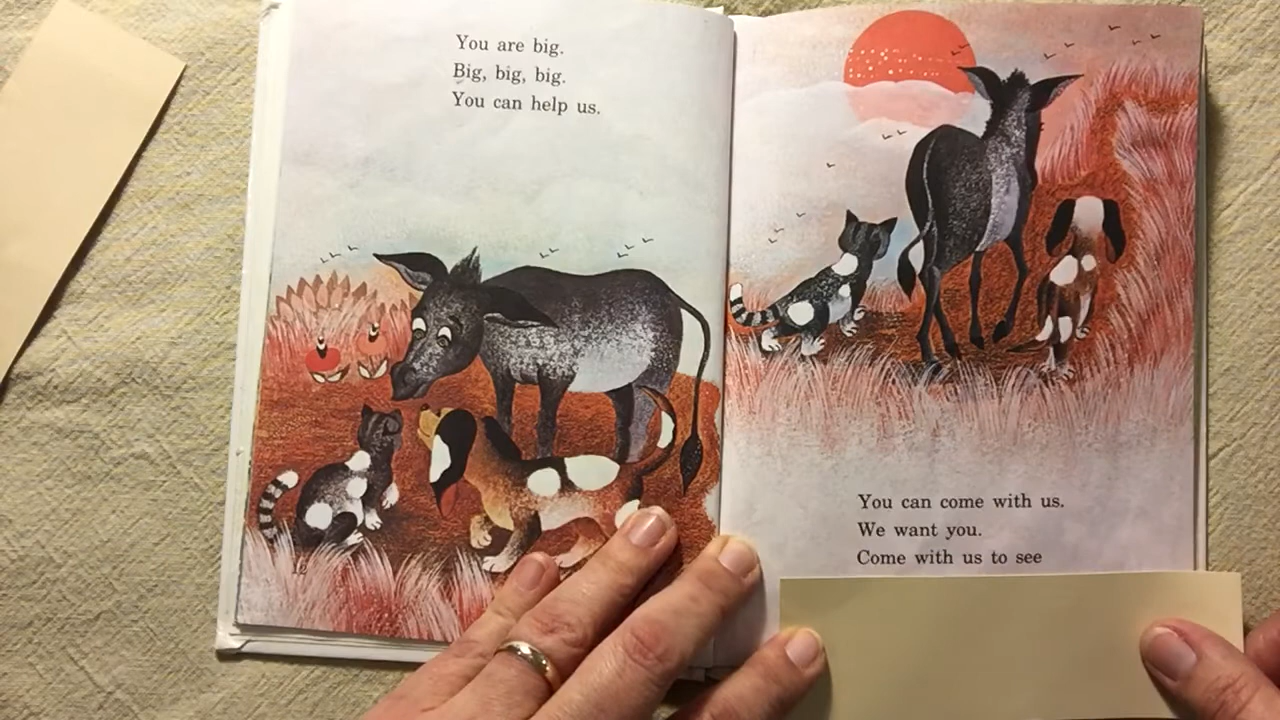 You are big.
Big, big, big.
You can help us.
You can come with us.
We want you.
Come with us to see